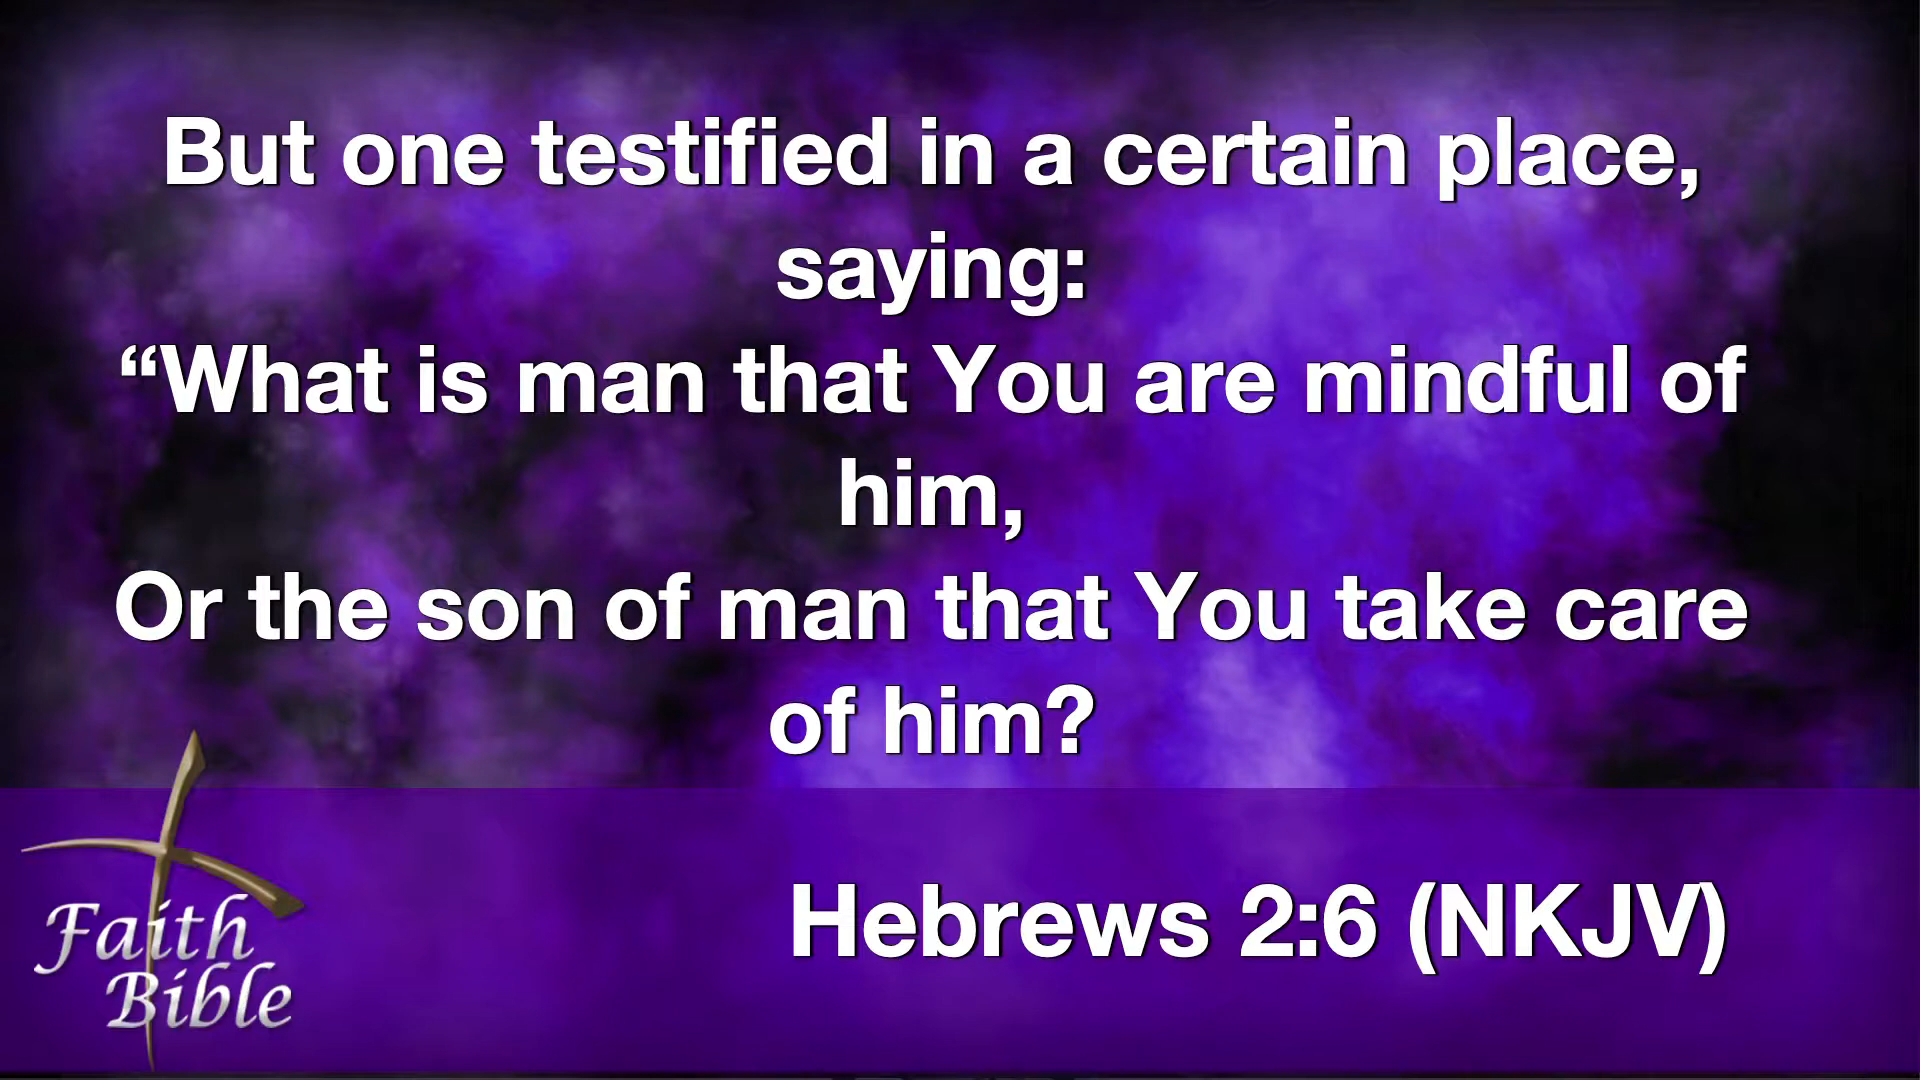 But one testified in a certain place,
saying:
“What is man that You are mindful of
him,
Or the son of man that You take care
of him?
Hebrews 2:6 (NKJV)
Faith
Bible